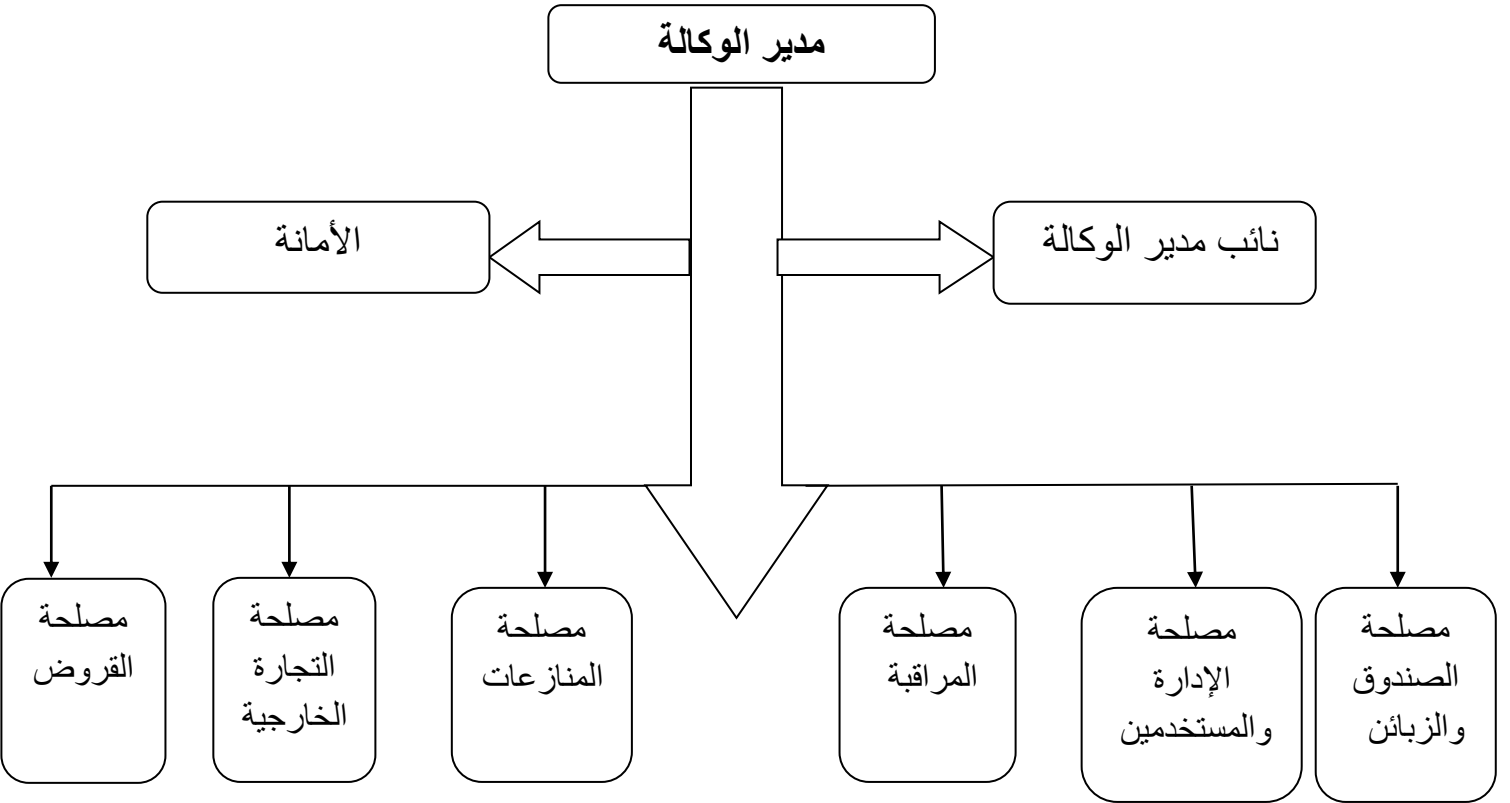 مدير الوكالة
نائب مدير الوكالة
الأمانة
مصلحة
الصندوق
والزبائن
مصلحة
الإدارة
والمستخدمين
مصلحة
المراقبة
مصلحة
المنازعات
مصلحة
التجارة
الخارجية
مصلحة
القروض